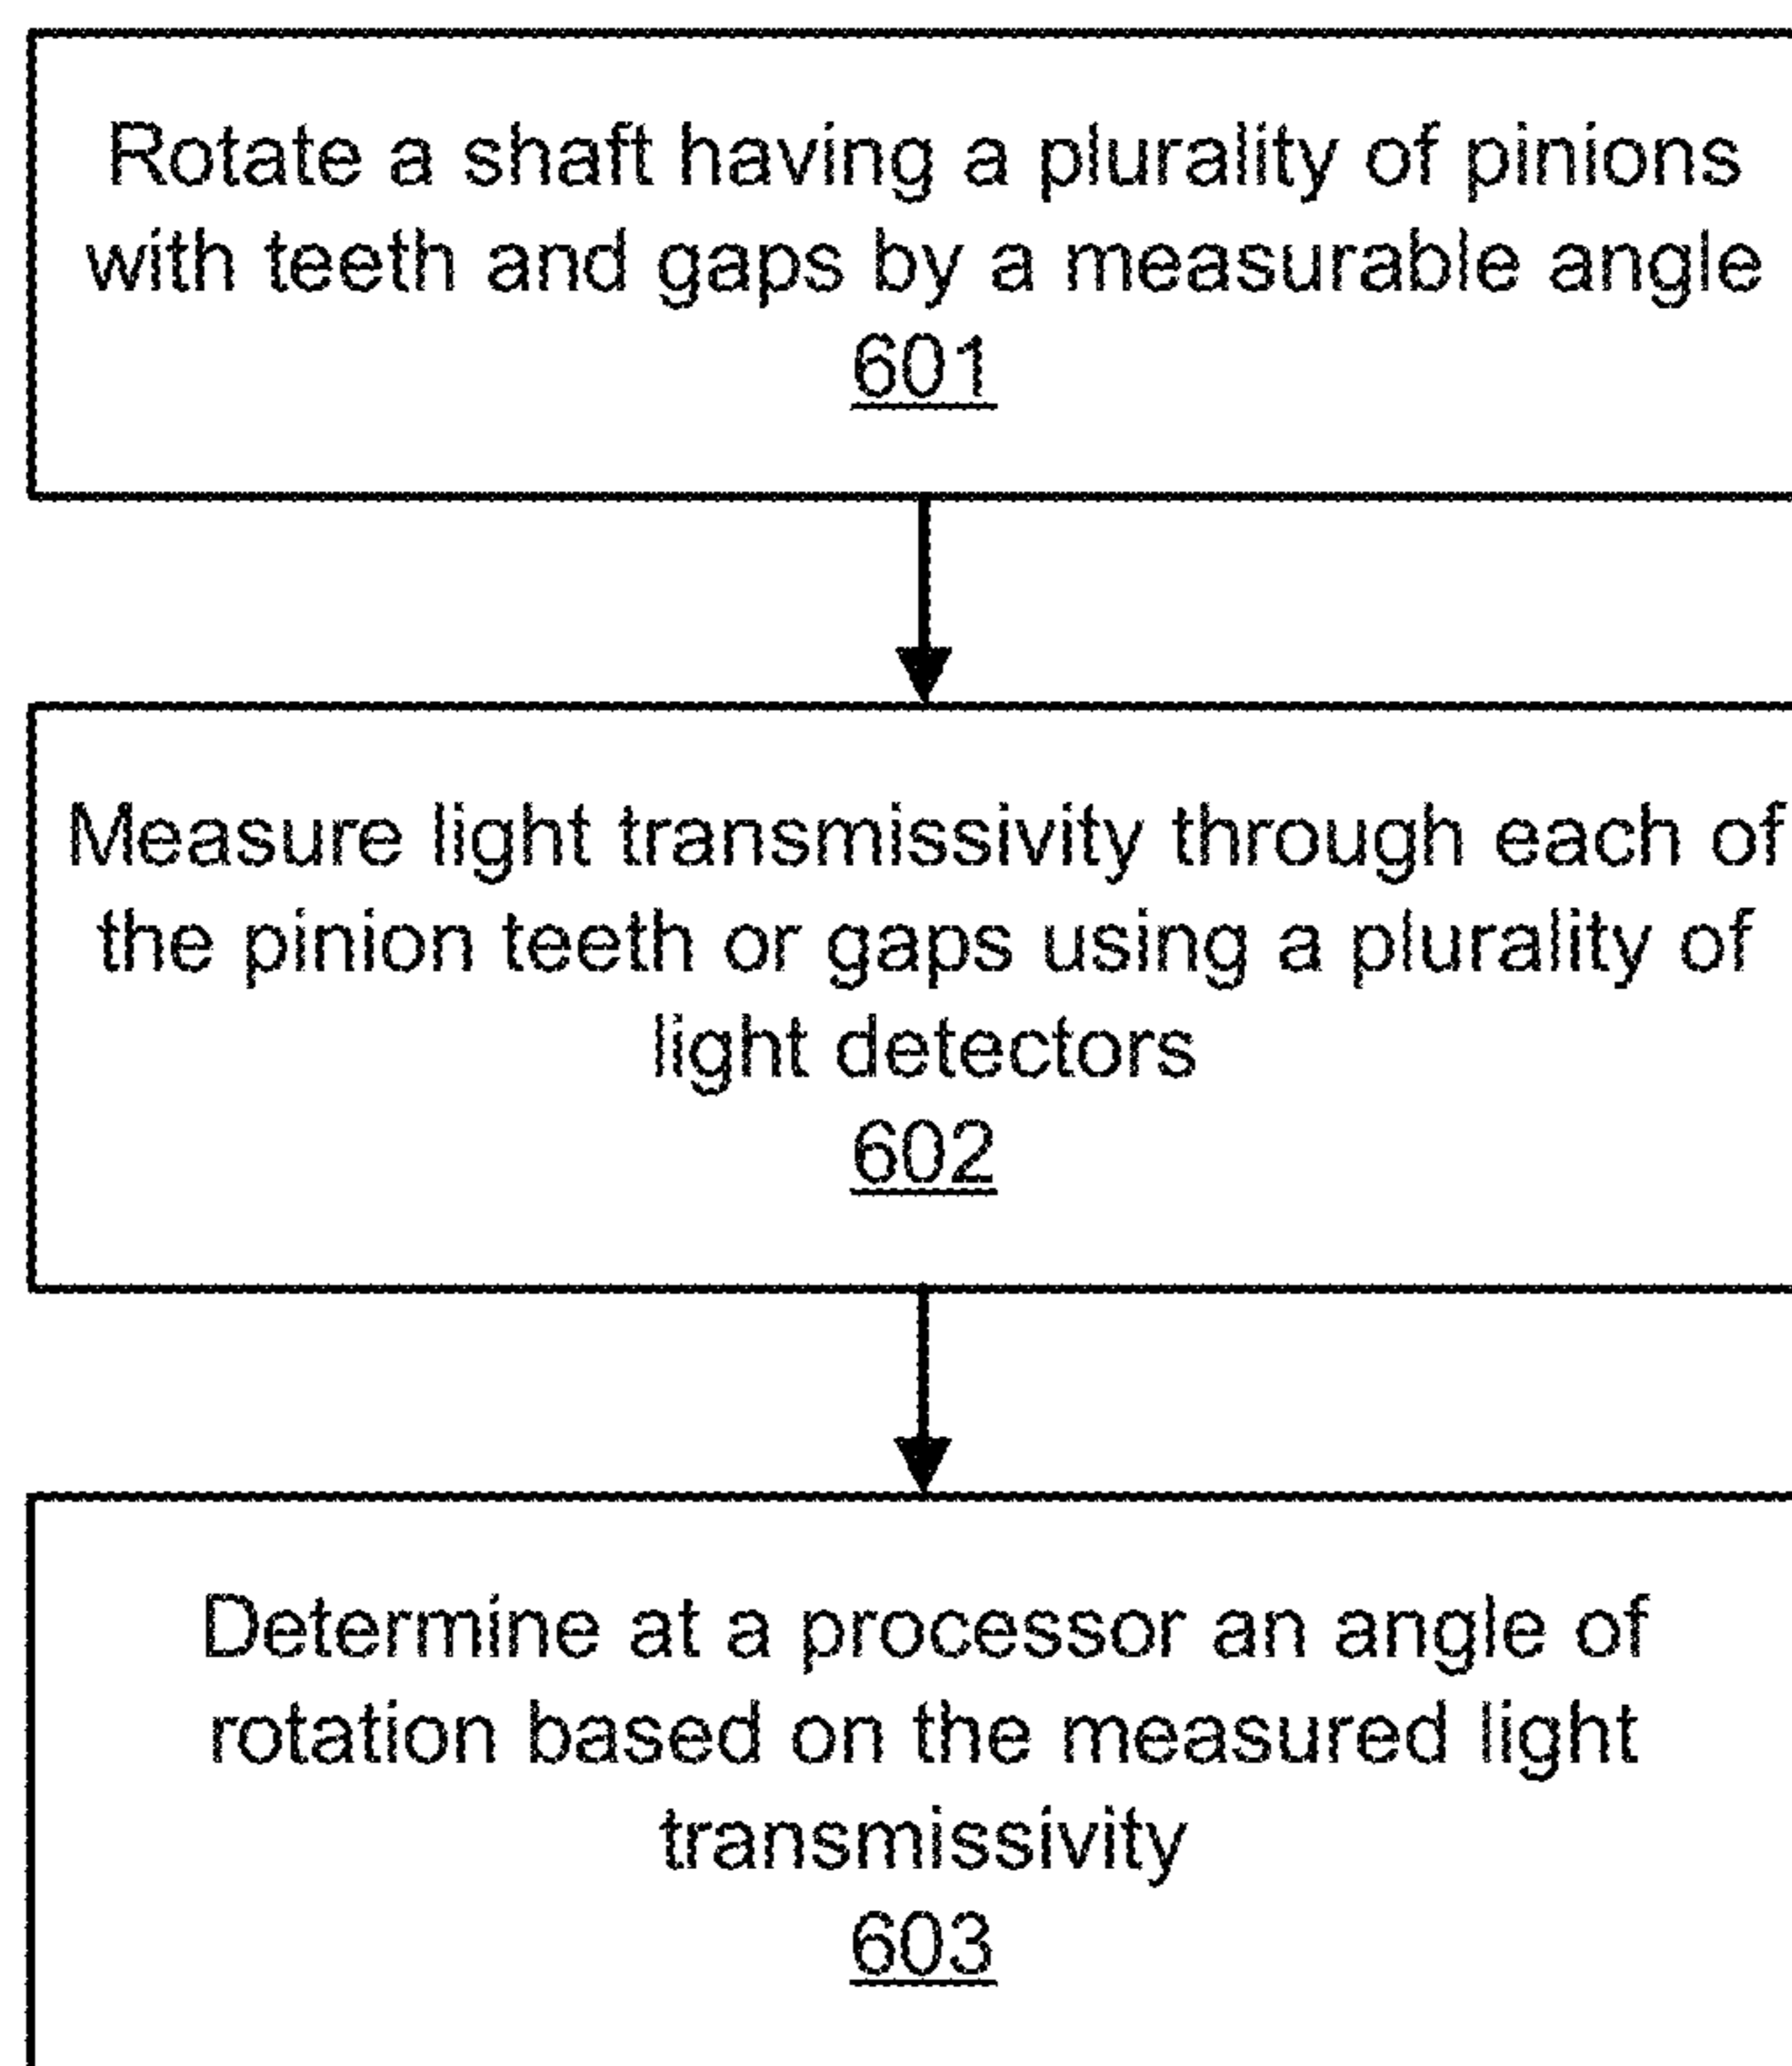 Rotate a shaft having a plurality of pinions
with teeth and gaps by a measurable angle
601
Measure light transmissivity through each of
the pinion teeth or gaps using a plurality of
light detectors
602
Determine at a processor an angle of
rotation based on the measured light
transmissivity
603